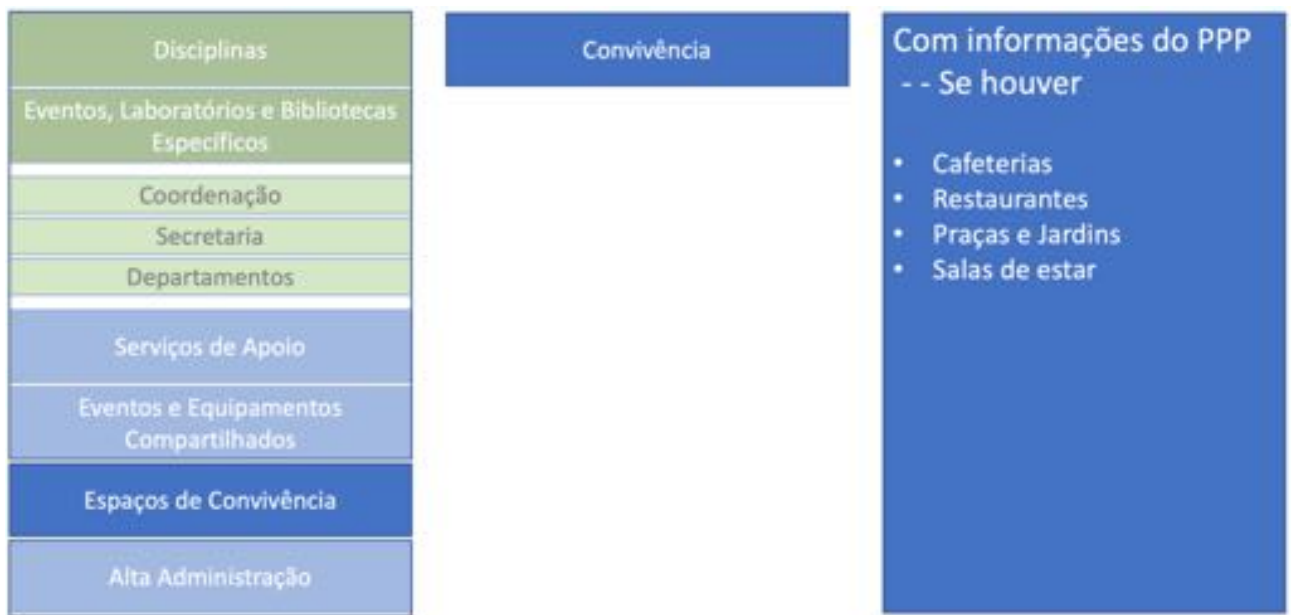 Disciplinas
Eventos, Laboratórios e Bibliotecas
Específicos
Coordenação
Secretaria
Departamentos
Serviços de Apoio
Eventos e Equipamentos
Compartilhados
Espaços de Convivência
Alta Administração
Convivência
Com informações do PPP
- - Se houver
• Cafeterias
• Restaurantes
• Praças e Jardins
• Salas de estar